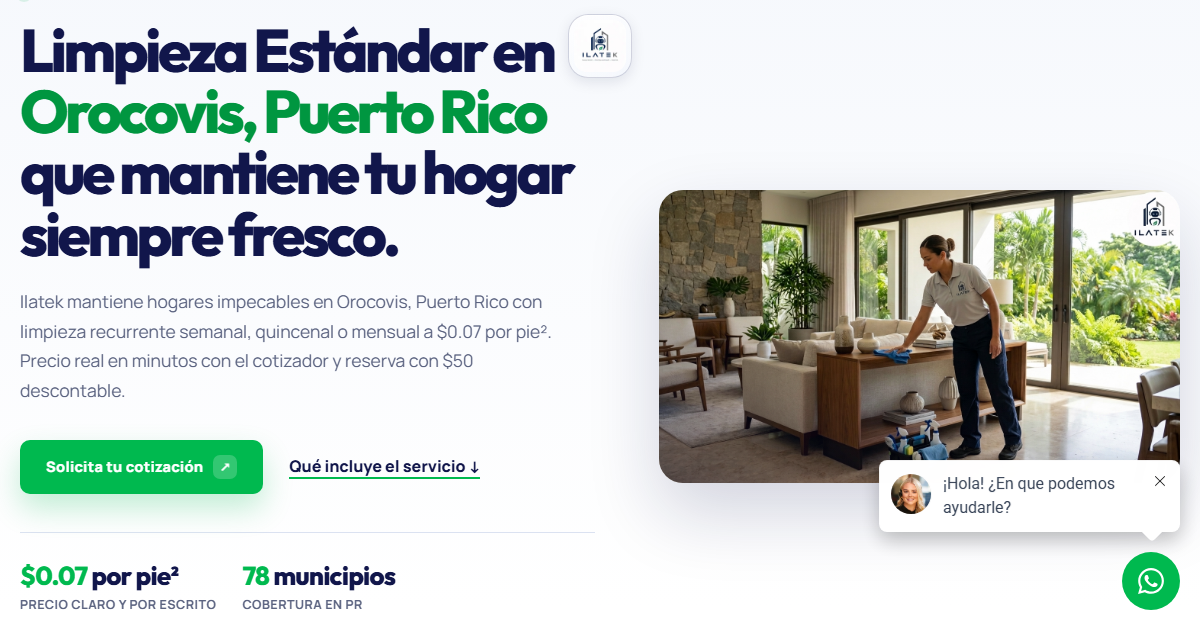 Limpieza Estándar en
Orocovis, Puerto Rico
que mantiene tu hogar
siempre fresco.
ILATEK
Ilatek mantiene hogares impecables en Orocovis, Puerto Rico con
limpieza recurrente semanal, quincenal o mensual a $0.07 por pie².
Precio real en minutos con el cotizador y reserva con $50
descontable.
Solicita tu cotización ↗
Qué incluye el servicio ↓
$0.07 por pie²
PRECIO CLARO Y POR ESCRITO
78 municipios
COBERTURA EN PR
ILATEK
ILATEK
¡Hola! ¿En que podemos
ayudarle?